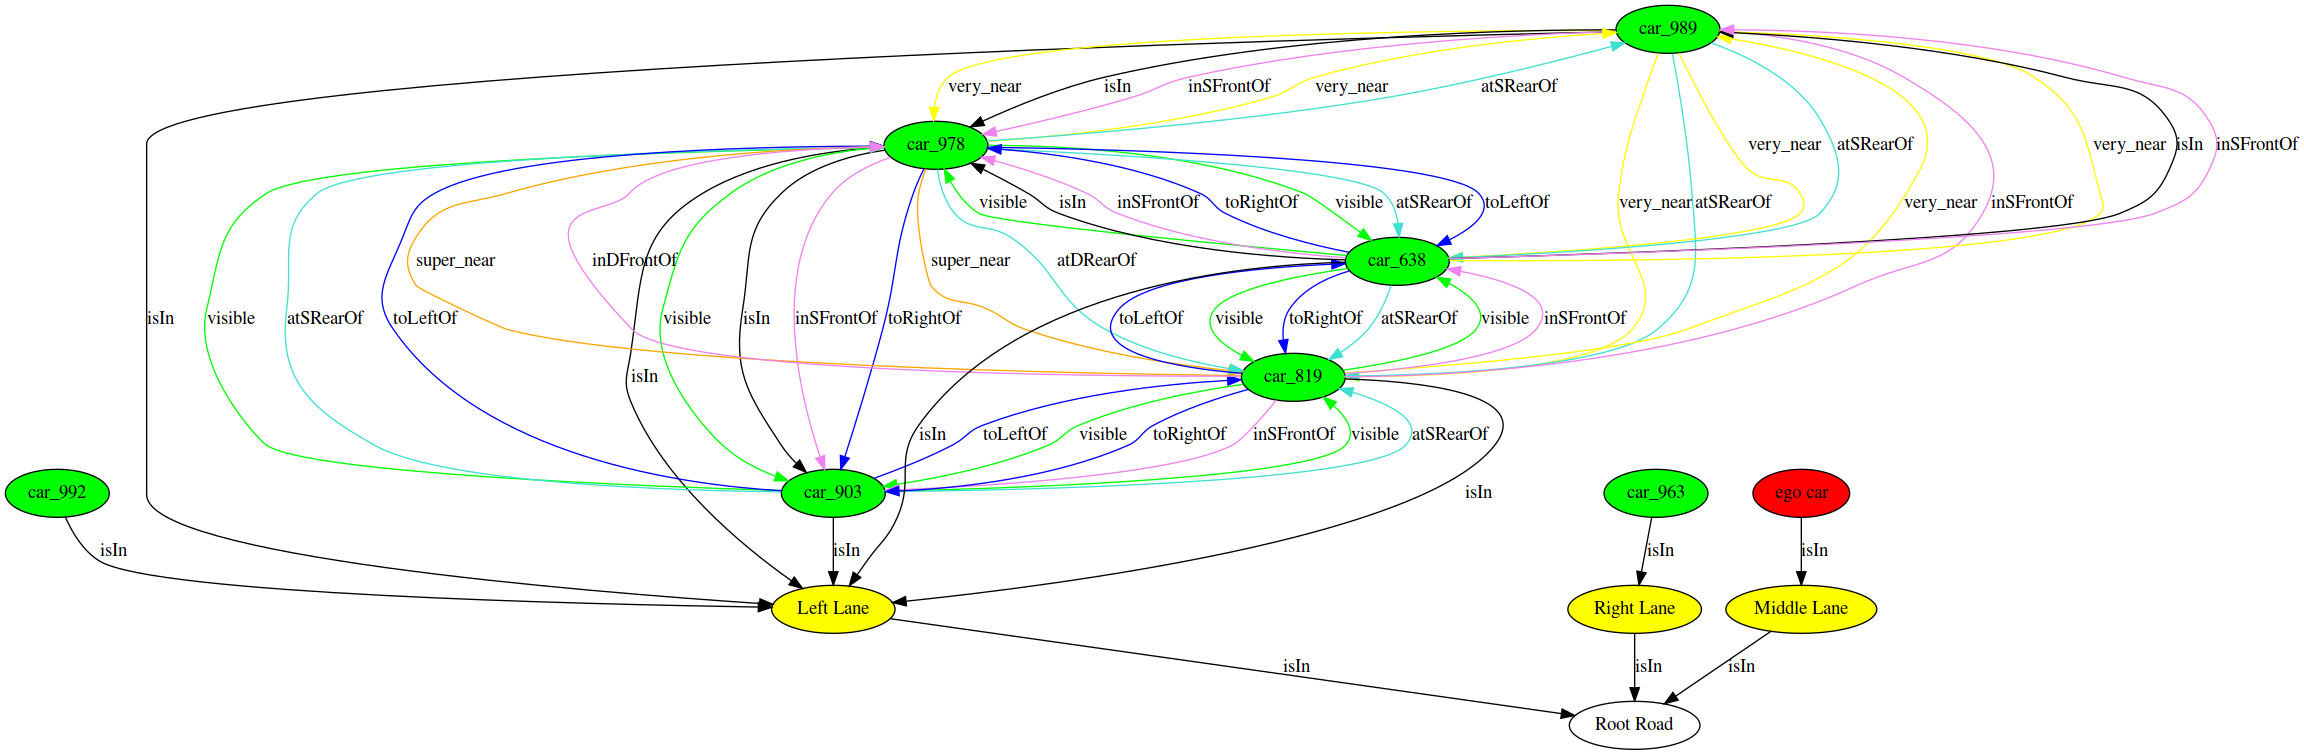 car_989
very_near
isIn
inSFrontOf
very_near
atSRearOf
car_978
very_near
atSRearOf
very_near
isIn
inSFrontOf
visible
isIn
inSFrontOf
toRightOf
visible
atSRearOf
toLeftOf
very_near
atSRearOf
very_near
inSFrontOf
super_near
inDFrontOf
super_near
atDRearOf
car_638
isIn
visible
atSRearOf
toLeftOf
visible
isIn
inSFrontOf
toRightOf
toLeftOf
visible
toRightOf
atSRearOf
visible
inSFrontOf
isIn
car_819
isIn
toLeftOf
visible
toRightOf
inSFrontOf
visible
atSRearOf
car_992
car_903
car_963
ego car
isIn
isIn
isIn
isIn
isIn
Left Lane
Right Lane
Middle Lane
isIn
isIn
isIn
Root Road